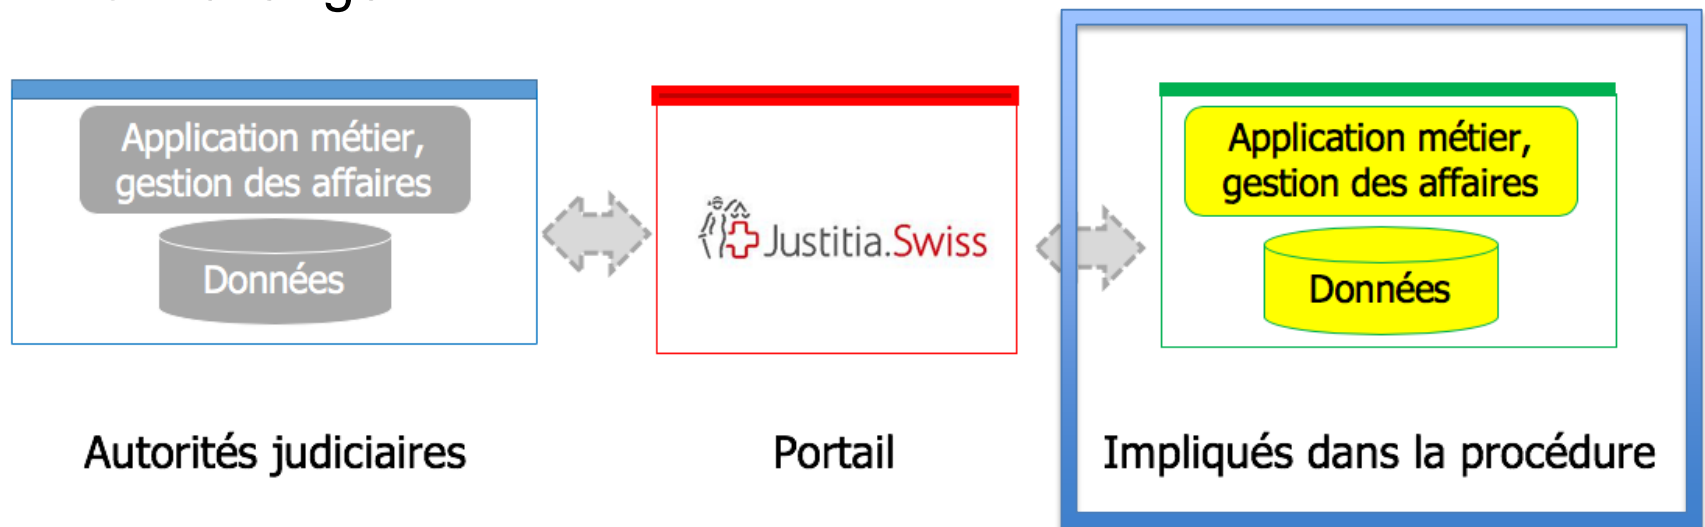 Application métier,
gestion des affaires
Données
Justitia.Swiss
Application métier,
gestion des affaires
Données
Autorités judiciaires
Portail
Impliqués dans la procédure